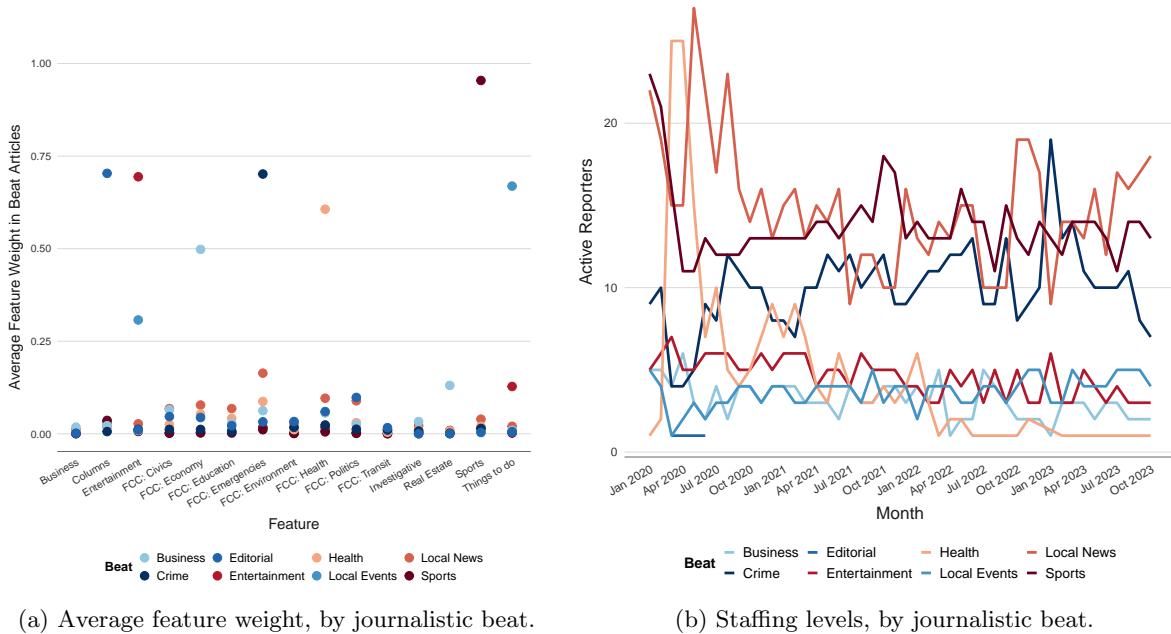 1.00
0.75
0.50
0.25
0.00
Average Feature Weight in Beat Articles
Business
Columns
Entertainment
FCC: Civics
FCC: Economy
FCC: Education
FCC: Emergencies
FCC: Environment
FCC: Health
FCC: Politics
FCC: Transit
Investigative
Real Estate
Sports
Things to do
Feature
Beat
Business
Editorial
Health
Local News
Crime
Entertainment
Local Events
Sports
(a) Average feature weight, by journalistic beat.
20
10
0
Active Reporters
Jan 2020
Apr 2020
Jul 2020
Oct 2020
Jan 2021
Apr 2021
Jul 2021
Oct 2021
Jan 2022
Apr 2022
Jul 2022
Oct 2022
Jan 2023
Apr 2023
Jul 2023
Oct 2023
Month
Beat
Business
Editorial
Health
Local News
Crime
Entertainment
Local Events
Sports
(b) Staffing levels, by journalistic beat.